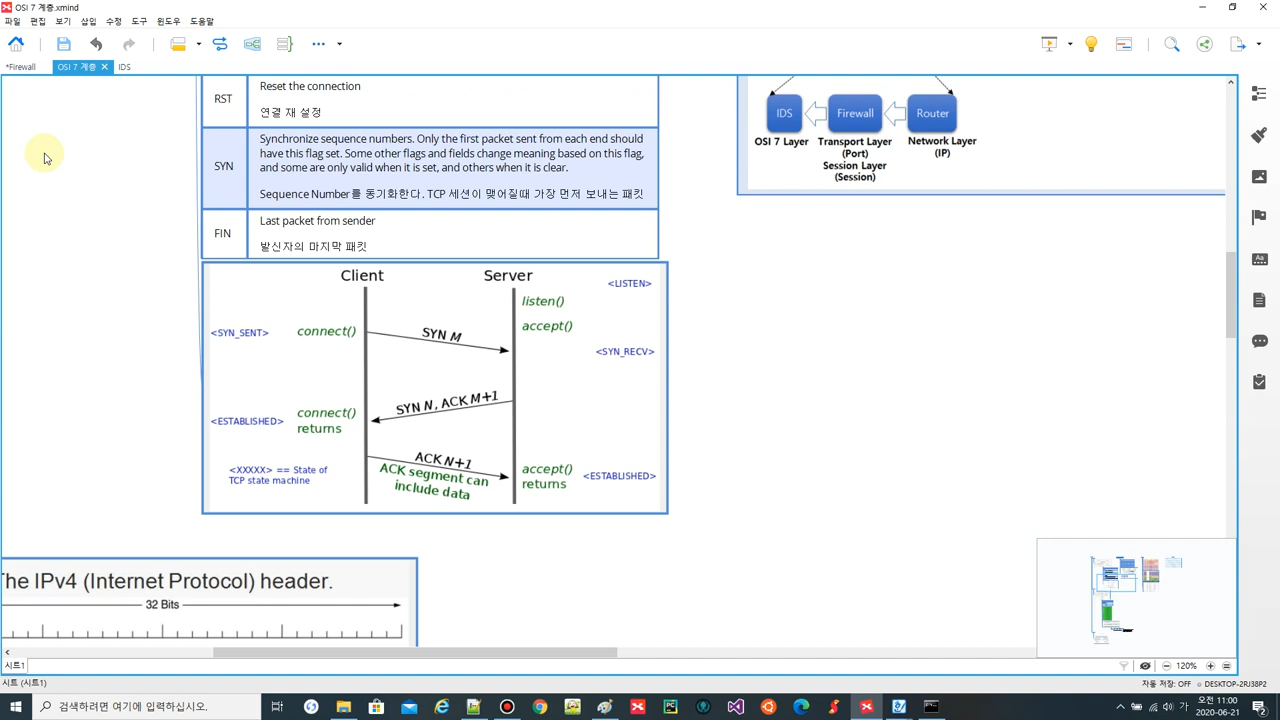 OSI 7 계층.xmind
파일 편집 보기 삽입 수정 도구 윈도우 도움말
*Firewall OSI 7 계층 IDS
RST
Reset the connection
연결 재 설정
SYN
Synchronize sequence numbers. Only the first packet sent from each end should
have this flag set. Some other flags and fields change meaning based on this flag,
and some are only valid when it is set, and others when it is clear.
Sequence Number를 동기화한다. TCP 세션이 맺어질때 가장 먼저 보내는 패킷
FIN
Last packet from sender
발신자의 마지막 패킷
IDS Firewall Router
OSI 7 Layer
Transport Layer
(Port)
Session Layer
(Session)
Network Layer
(IP)
Client Server
<LISTEN>
listen()
<SYN_SENT> connect() SYN M accept()
<SYN_RECV>
SYN N, ACK M+1
<ESTABLISHED> connect()
returns
ACK N+1
ACK segment can
include data
<XXXXX> == State of
TCP state machine
accept()
returns
<ESTABLISHED>
The IPv4 (Internet Protocol) header.
32 Bits
시트1
120%
시트 (시트1)
자동 저장: OFF DESKTOP-2RJ38P2
검색하려면 여기에 입력하십시오.
가
오전 11:00
2020-06-21